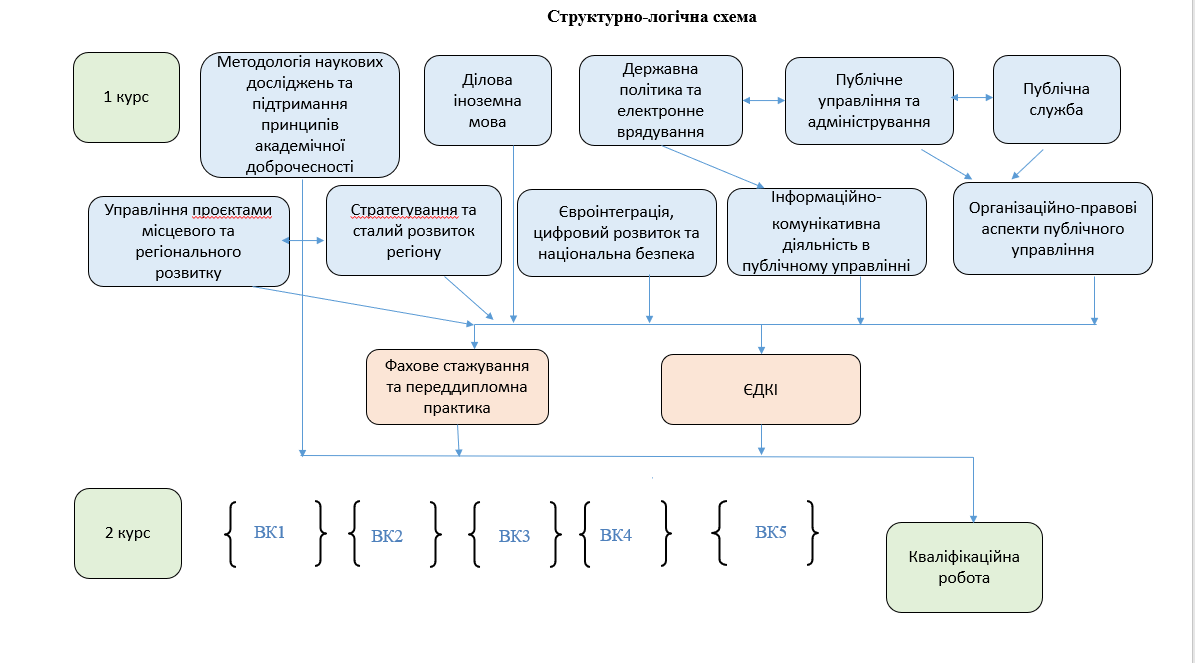 Структурно-логічна схема
1 курс
Методологія наукових
досліджень та
підтримання
принципів
академічної
доброчесності
Ділова
іноземна
мова
Державна
політика та
електронне
врядування
Публічне
управління та
адміністрування
Публічна
служба
Управління проєктами
місцевого та
регіонального
розвитку
Стратегування та
сталий розвиток
регіону
Євроінтеграція,
цифровий розвиток та
національна безпека
Інформаційно-
комунікативна
діяльність в
публічному управлінні
Організаційно-правові
аспекти публічного
управління
Фахове стажування
та переддипломна
практика
ЄДКІ
2 курс
ВК1
ВК2
ВК3
ВК4
ВК5
Кваліфікаційна
робота